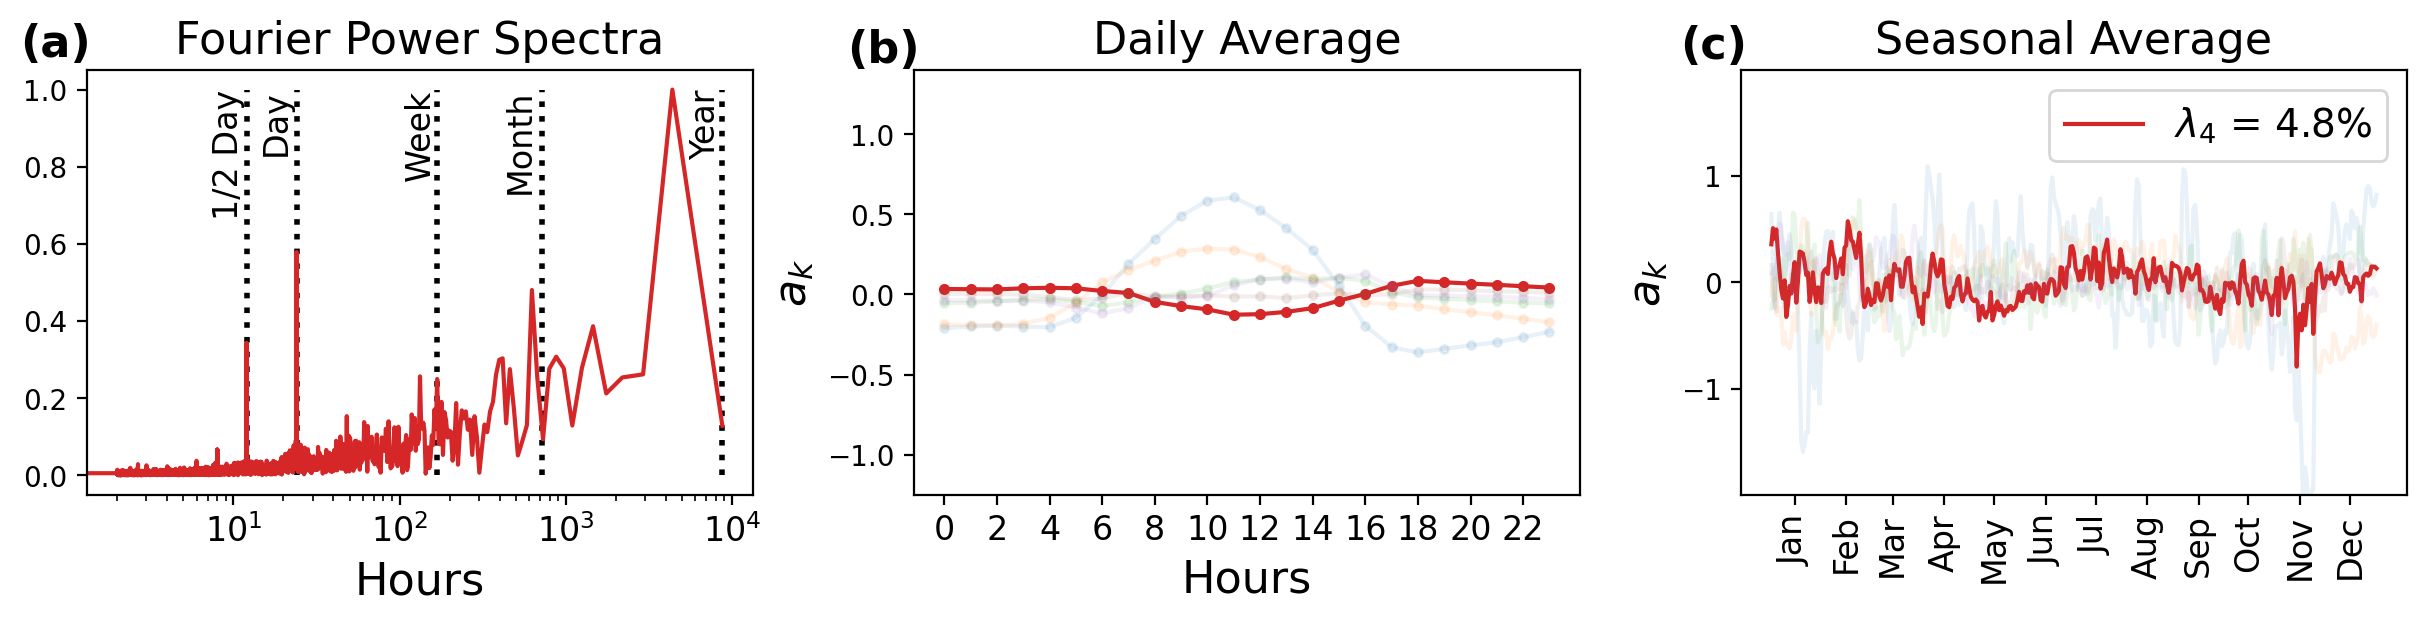 (a) Fourier Power Spectra
1.0
0.8
0.6
0.4
0.2
0.0
1/2 Day
Day
Week
Month
Year
10¹ 10² 10³ 10⁴
Hours
(b) Daily Average
a_k
1.0
0.5
0.0
−0.5
−1.0
0 2 4 6 8 10 12 14 16 18 20 22
Hours
(c) Seasonal Average
a_k
λ₄ = 4.8%
1
0
−1
Jan Feb Mar Apr May Jun Jul Aug Sep Oct Nov Dec